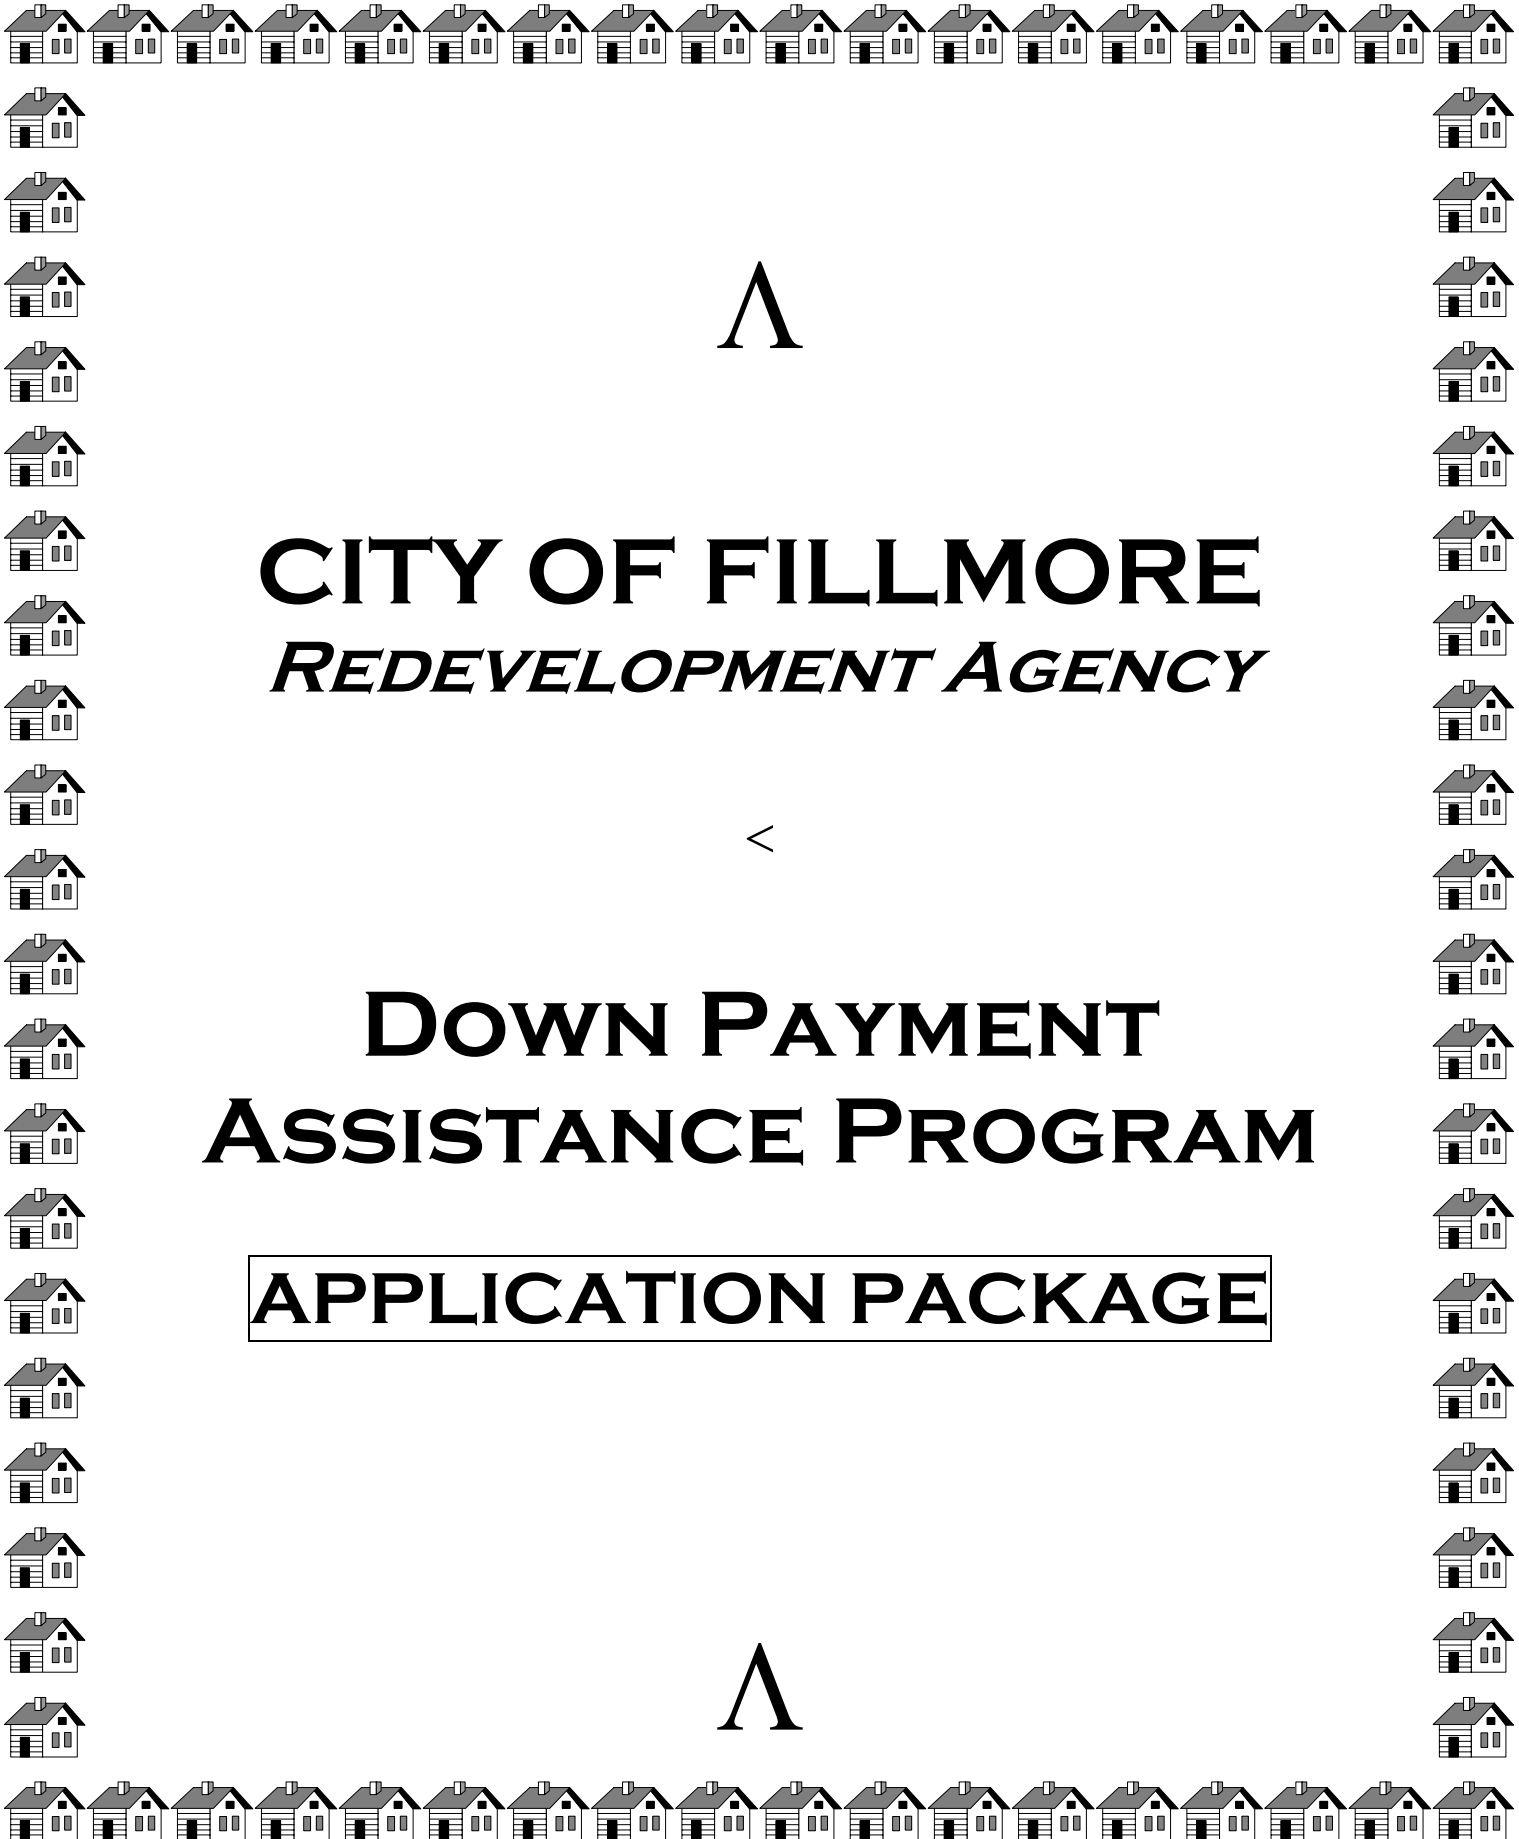 Λ
CITY OF FILLMORE
REDEVELOPMENT AGENCY
<
DOWN PAYMENT
ASSISTANCE PROGRAM
APPLICATION PACKAGE
Λ